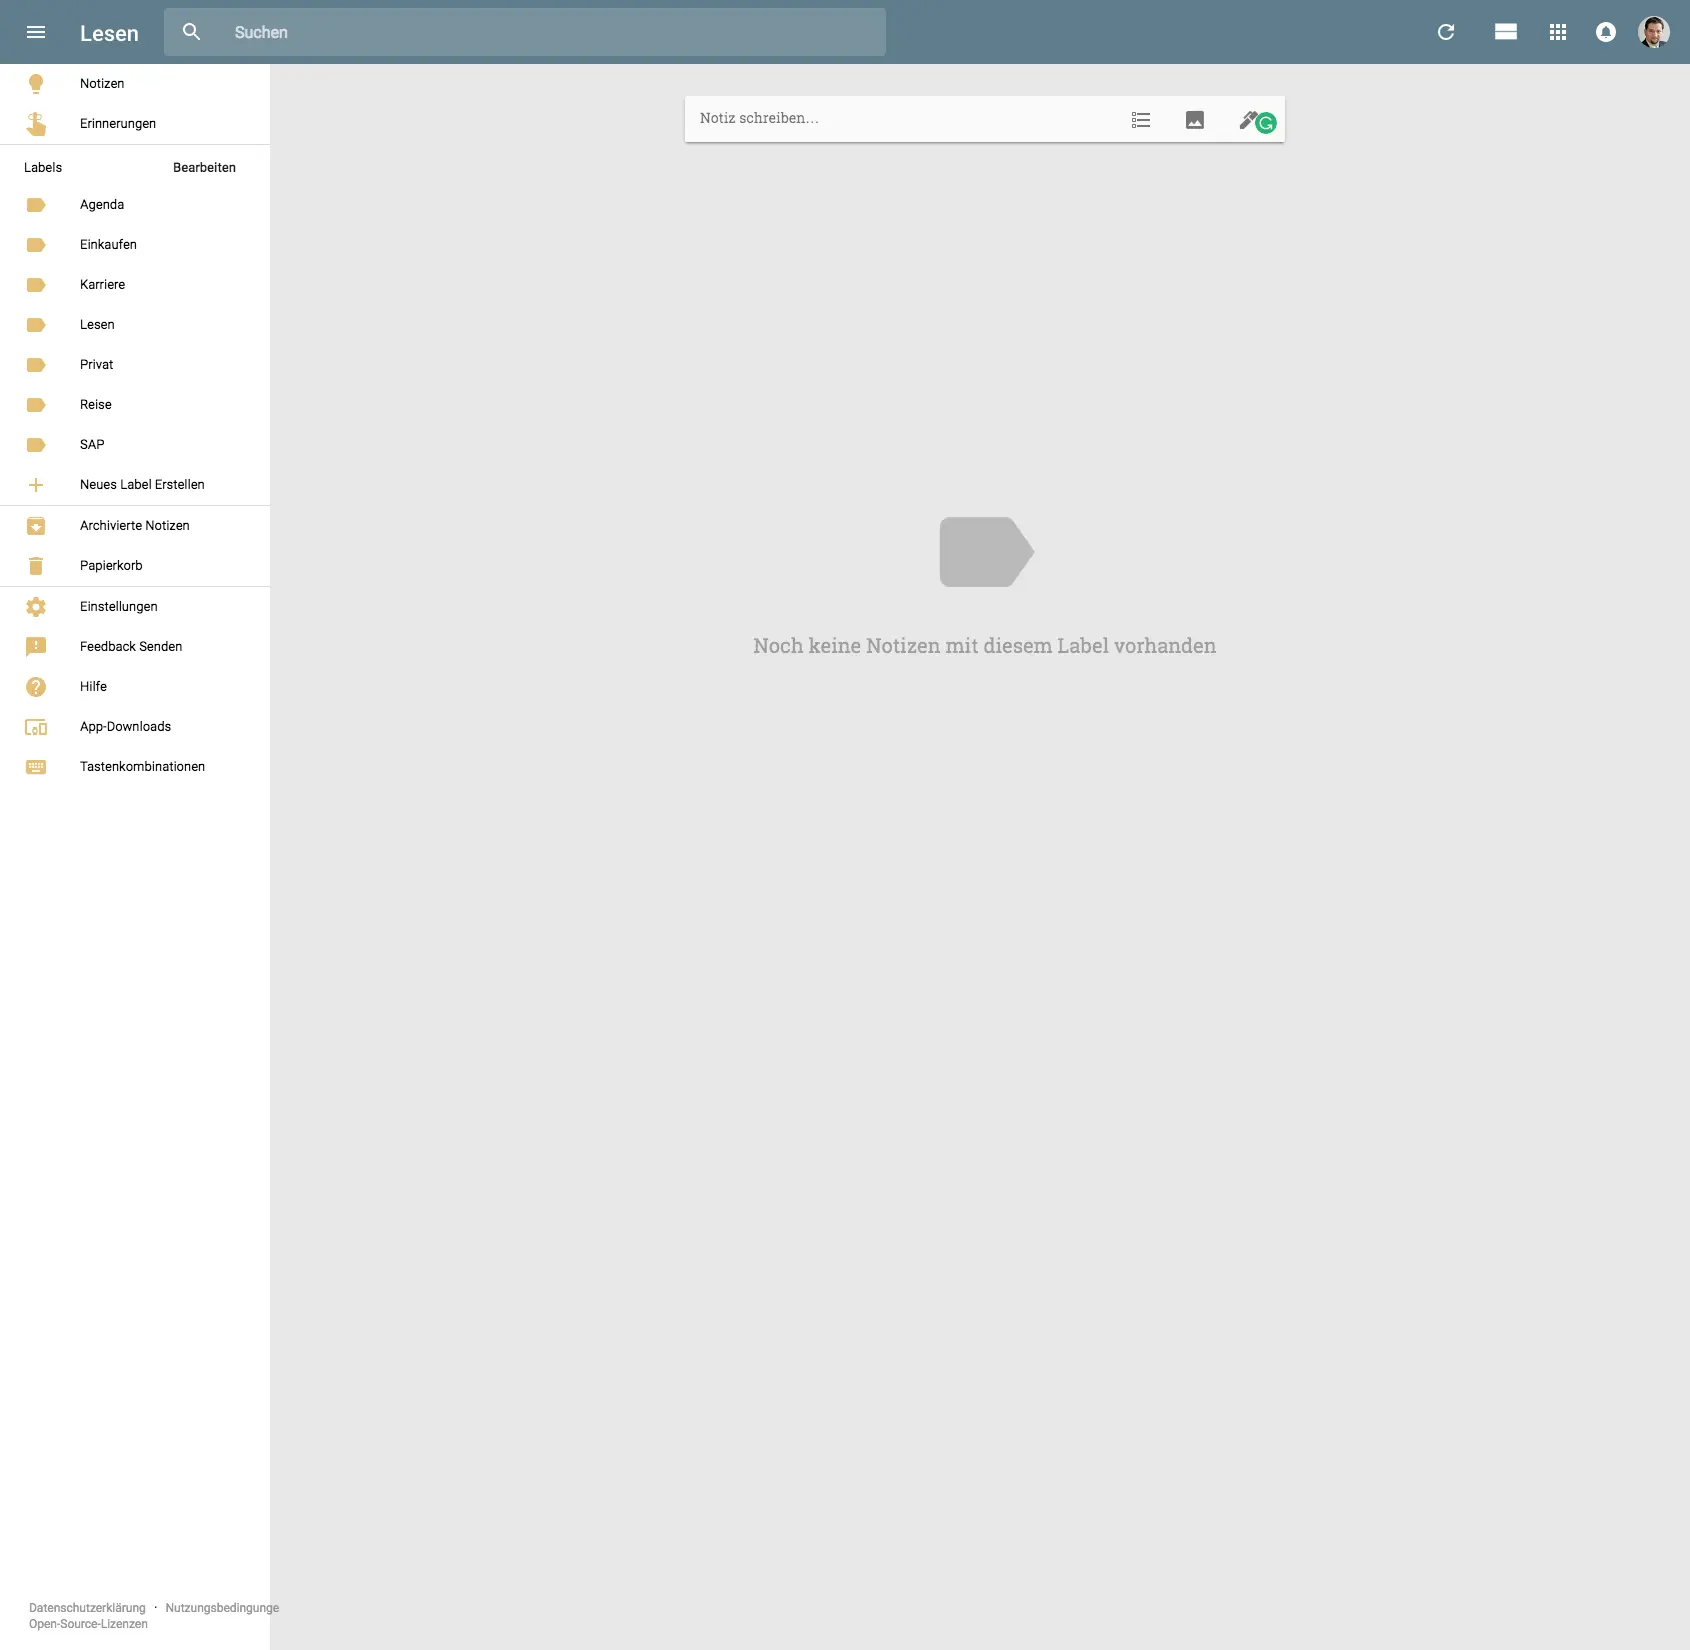 Lesen
Suchen
Notizen
Erinnerungen
Labels Bearbeiten
Agenda
Einkaufen
Karriere
Lesen
Privat
Reise
SAP
Neues Label Erstellen
Archivierte Notizen
Papierkorb
Einstellungen
Feedback Senden
Hilfe
App-Downloads
Tastenkombinationen
Datenschutzerklärung · Nutzungsbedingunge
Open-Source-Lizenzen
Notiz schreiben...
Noch keine Notizen mit diesem Label vorhanden